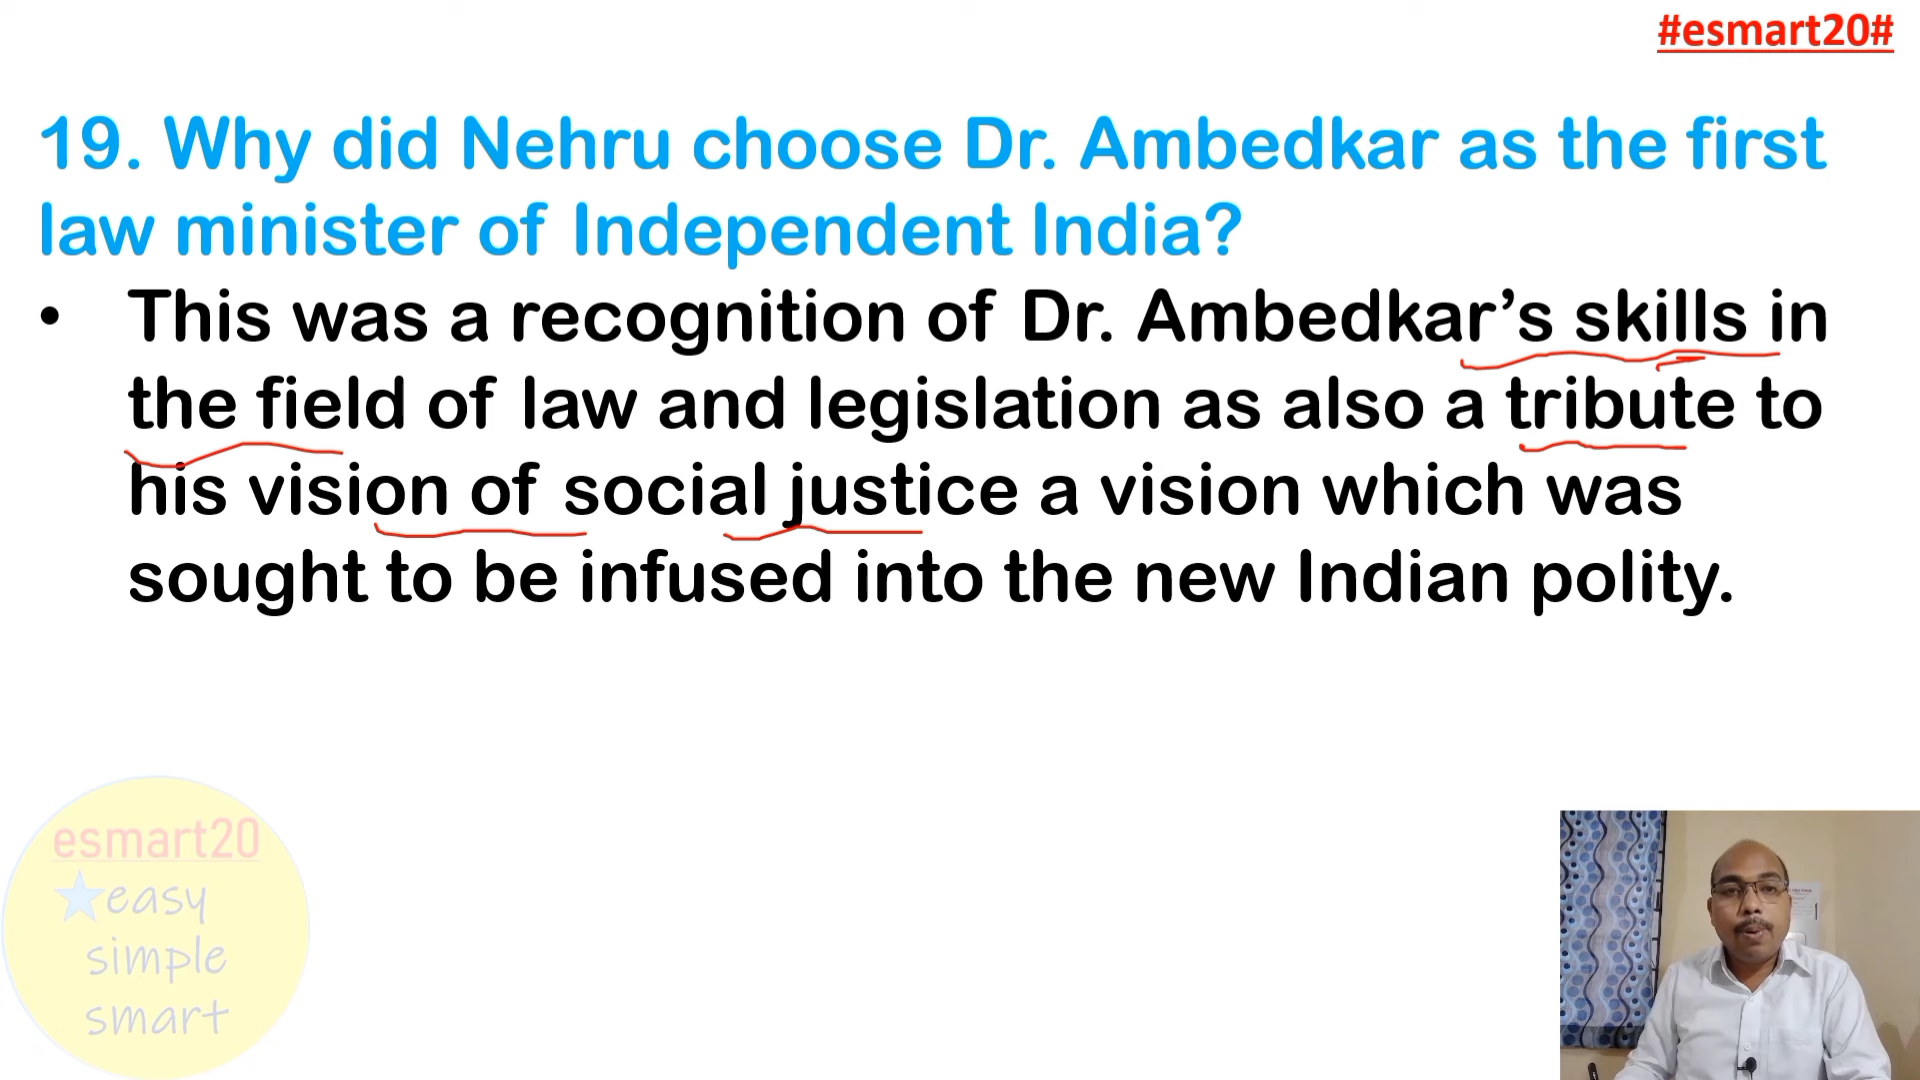 #esmart20#
19. Why did Nehru choose Dr. Ambedkar as the first
law minister of Independent India?
• This was a recognition of Dr. Ambedkar’s skills in
the field of law and legislation as also a tribute to
his vision of social justice a vision which was
sought to be infused into the new Indian polity.
esmart20
easy
simple
smart